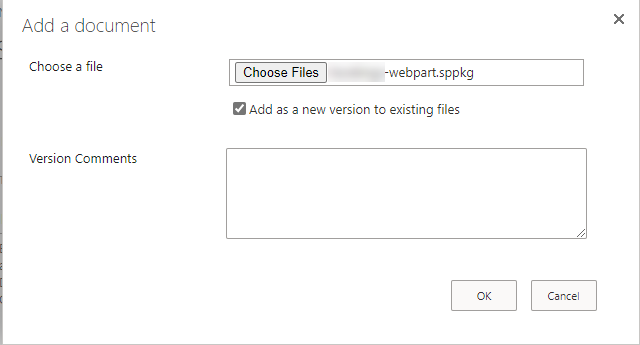 Add a document
Choose a file
Choose Files -webpart.sppkg
Add as a new version to existing files
Version Comments
OK
Cancel